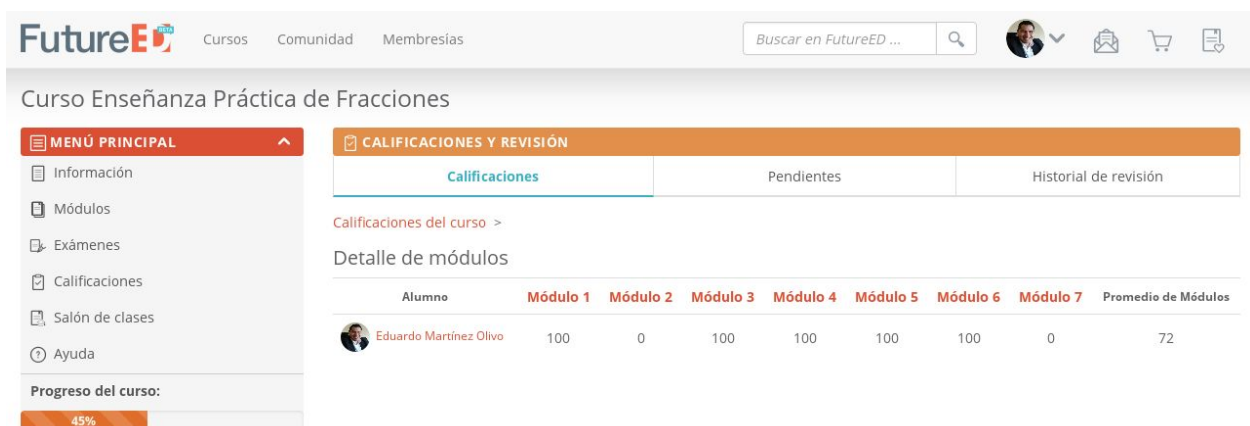 FutureED BETA Cursos Comunidad Membresías Buscar en FutureED ...
Curso Enseñanza Práctica de Fracciones
MENÚ PRINCIPAL
Información
Módulos
Exámenes
Calificaciones
Salón de clases
Ayuda
Progreso del curso:
45%
CALIFICACIONES Y REVISIÓN
Calificaciones Pendientes Historial de revisión
Calificaciones del curso >
Detalle de módulos
Alumno Módulo 1 Módulo 2 Módulo 3 Módulo 4 Módulo 5 Módulo 6 Módulo 7 Promedio de Módulos
Eduardo Martínez Olivo 100 0 100 100 100 100 0 72